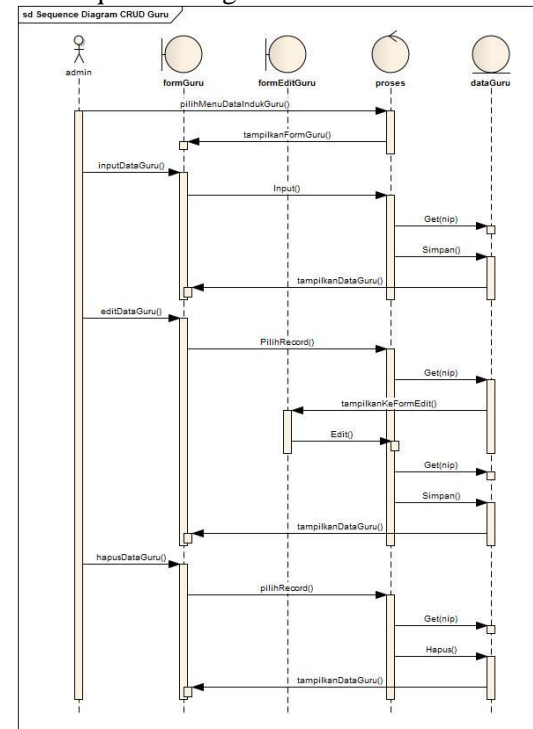 sd Sequence Diagram CRUD Guru
admin
formGuru
formEditGuru
proses
dataGuru
pilihMenuDataIndukGuru()
tampilkanFormGuru()
inputDataGuru()
Input()
Get(nip)
Simpan()
tampilkanDataGuru()
editDataGuru()
PilihRecord()
Get(nip)
tampilkanKeFormEdit()
Edit()
Get(nip)
Simpan()
tampilkanDataGuru()
hapusDataGuru()
pilihRecord()
Get(nip)
Hapus()
tampilkanDataGuru()